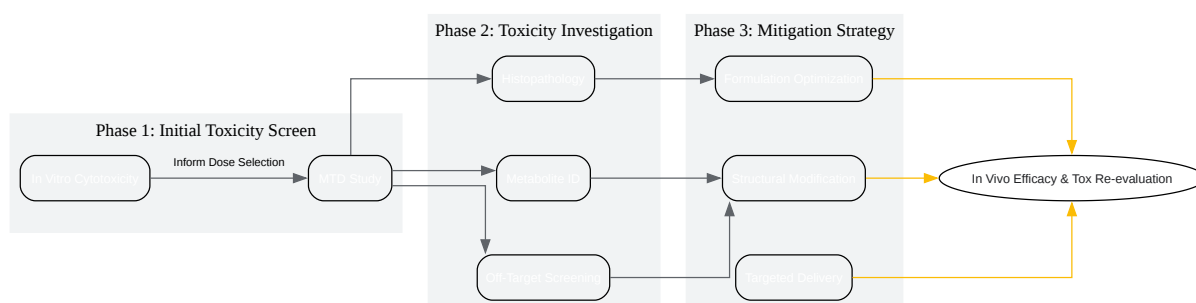 Phase 2: Toxicity Investigation
Phase 3: Mitigation Strategy
Histopathology
Formulation Optimization
Phase 1: Initial Toxicity Screen
In Vitro Cytotoxicity
Inform Dose Selection
MTD Study
Metabolite ID
Structural Modification
In Vivo Efficacy & Tox Re-evaluation
Off-Target Screening
Targeted Delivery